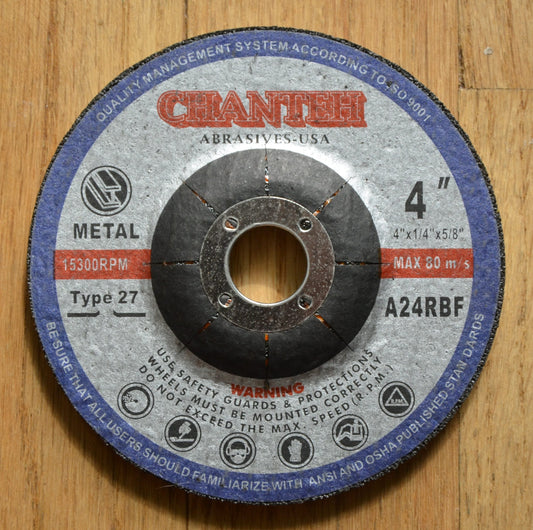 QUALILY MANAGEMENT SYSTEM ACCORDING TO ISO 9001
CHANTEH
ABRASIVES-USA
METAL
4"
4"x1/4"x5/8"
15300RPM
MAX 80 m/s
Type 27
A24RBF
WARNING
USE SAFETY GUARDS & PROTECTIONS
WHEELS MUST BE MOUNTED CORRECTLY
DO NOT EXCEED THE MAX. SPEED (R.P.M.)
R.P.M.
BE SURE THAT ALL USERS SHOULD FAMILIARIZE WITH ANSI AND OSHA PUBLISHED STANDARDS